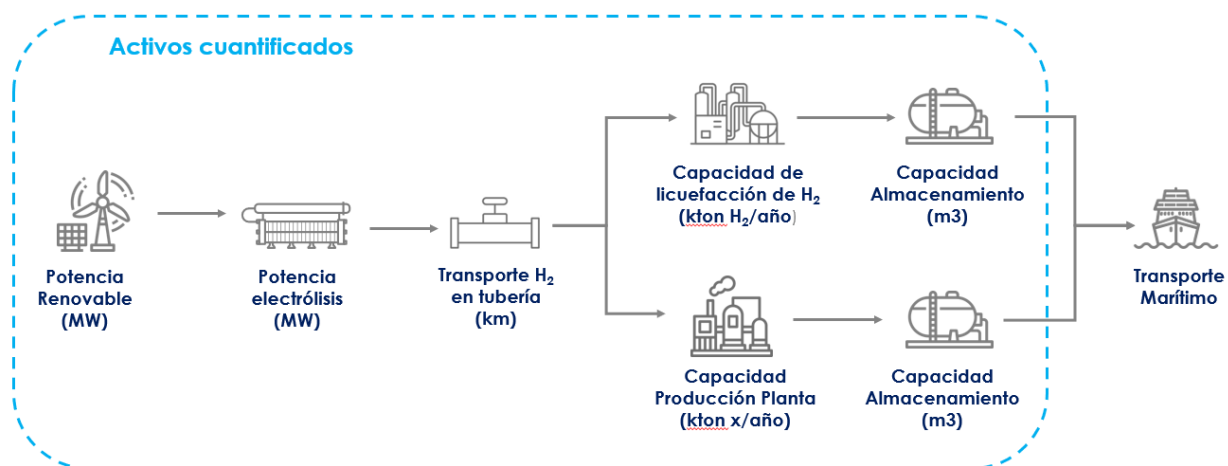 Activos cuantificados
Potencia
Renovable
(MW)
Potencia
electrólisis
(MW)
Transporte H₂
en tubería
(km)
Capacidad de
licuefacción de H₂
(kton H₂/año)
Capacidad
Almacenamiento
(m3)
Capacidad
Producción Planta
(kton x/año)
Capacidad
Almacenamiento
(m3)
Transporte
Marítimo